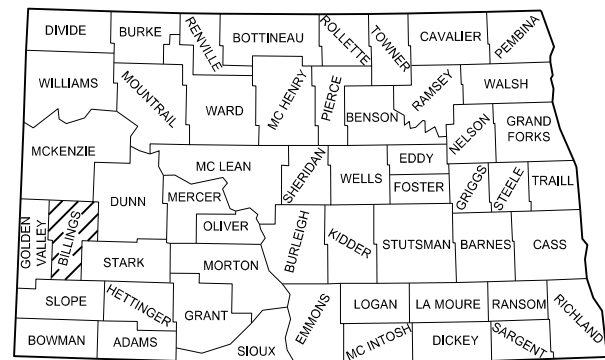 DIVIDE
BURKE
RENVILLE
BOTTINEAU
ROLLETTE
TOWNER
CAVALIER
PEMBINA
WILLIAMS
MOUNTRAIL
WARD
MC HENRY
PIERCE
BENSON
RAMSEY
WALSH
NELSON
GRAND
FORKS
MCKENZIE
DUNN
MC LEAN
MERCER
OLIVER
SHERIDAN
WELLS
EDDY
FOSTER
GRIGGS
STEELE
TRAILL
GOLDEN
VALLEY
BILLINGS
STARK
MORTON
BURLEIGH
KIDDER
STUTSMAN
BARNES
CASS
SLOPE
HETTINGER
GRANT
EMMONS
LOGAN
LA MOURE
RANSOM
RICHLAND
BOWMAN
ADAMS
SIOUX
MC INTOSH
DICKEY
SARGENT